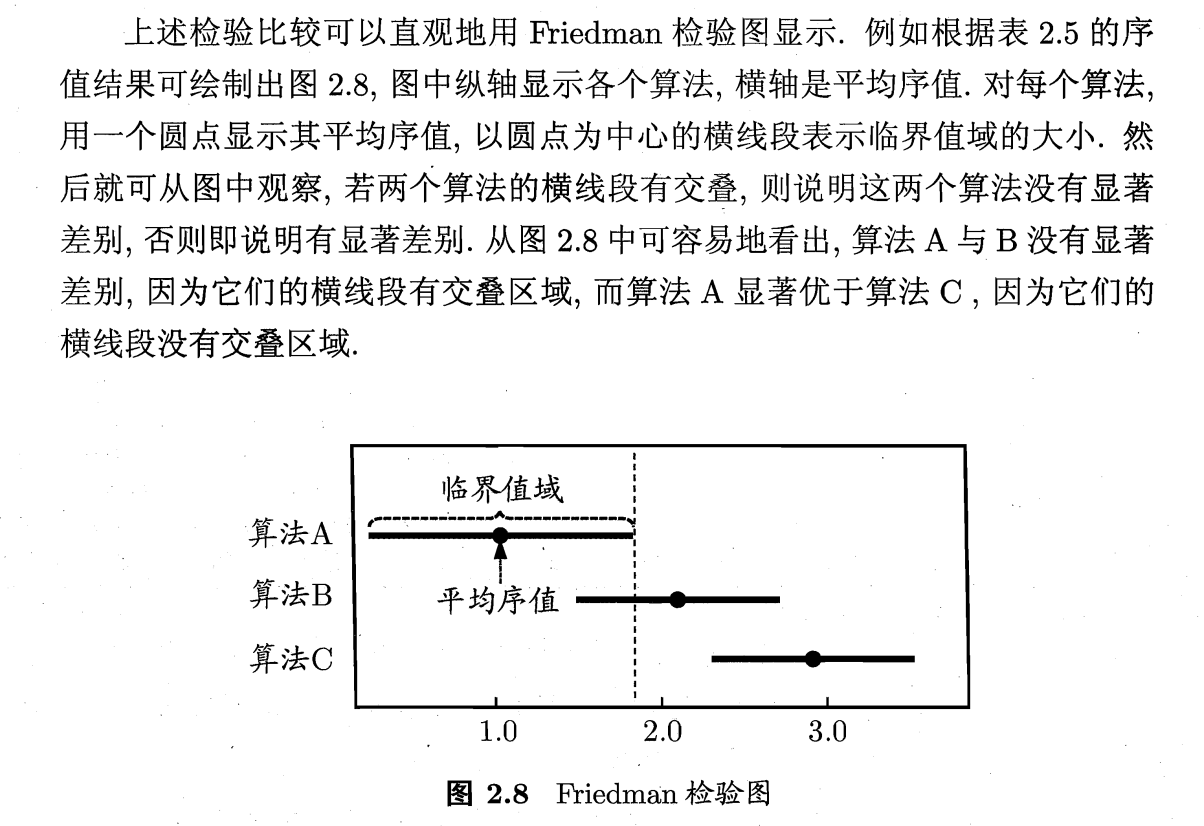 上述检验比较可以直观地用 Friedman 检验图显示. 例如根据表 2.5 的序
值结果可绘制出图 2.8, 图中纵轴显示各个算法, 横轴是平均序值. 对每个算法,
用一个圆点显示其平均序值, 以圆点为中心的横线段表示临界值域的大小. 然
后就可从图中观察, 若两个算法的横线段有交叠, 则说明这两个算法没有显著
差别, 否则即说明有显著差别. 从图 2.8 中可容易地看出, 算法 A 与 B 没有显著
差别, 因为它们的横线段有交叠区域, 而算法 A 显著优于算法 C , 因为它们的
横线段没有交叠区域.
临界值域
算法A
算法B
平均序值
算法C
1.0 2.0 3.0
图 2.8 Friedman 检验图